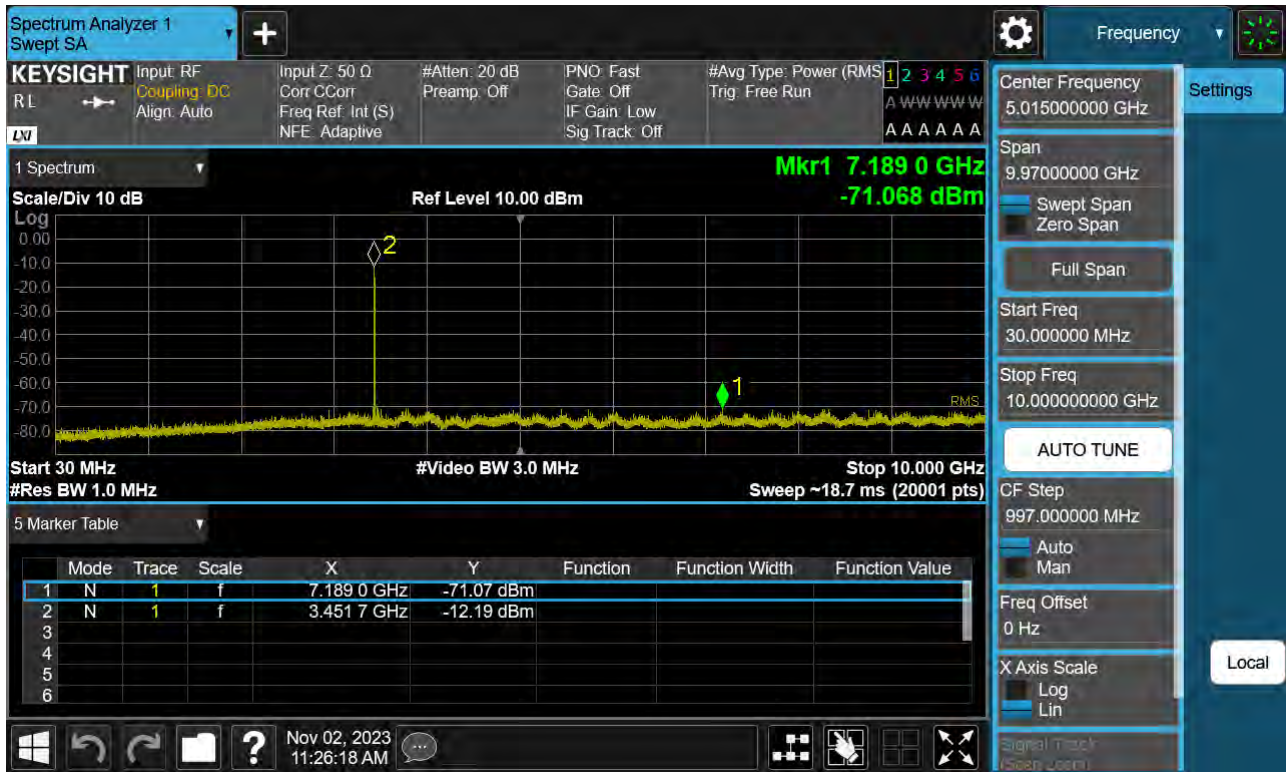 Spectrum Analyzer 1
Swept SA
+
Frequency
KEYSIGHT
RL
LXI
Input: RF
Coupling: DC
Align: Auto
Input Z: 50 Ω
Corr CCorr
Freq Ref: Int (S)
NFE: Adaptive
#Atten: 20 dB
Preamp: Off
PNO: Fast
Gate: Off
IF Gain: Low
Sig Track: Off
#Avg Type: Power (RMS
Trig: Free Run
1 2 3 4 5 6
A W W W W W
A A A A A A
1 Spectrum
Mkr1 7.189 0 GHz
-71.068 dBm
Scale/Div 10 dB
Ref Level 10.00 dBm
Log
0.00
-10.0
-20.0
-30.0
-40.0
-50.0
-60.0
-70.0
-80.0
2
1
RMS
Start 30 MHz
#Video BW 3.0 MHz
Stop 10.000 GHz
#Res BW 1.0 MHz
Sweep ~18.7 ms (20001 pts)
5 Marker Table
Mode Trace Scale X Y Function Function Width Function Value
1 N 1 f 7.189 0 GHz -71.07 dBm
2 N 1 f 3.451 7 GHz -12.19 dBm
3
4
5
6
Center Frequency
5.015000000 GHz
Settings
Span
9.97000000 GHz
Swept Span
Zero Span
Full Span
Start Freq
30.000000 MHz
Stop Freq
10.000000000 GHz
AUTO TUNE
CF Step
997.000000 MHz
Auto
Man
Freq Offset
0 Hz
X Axis Scale
Log
Lin
Signal Track
(Span Zoom)
Local
?
Nov 02, 2023
11:26:18 AM